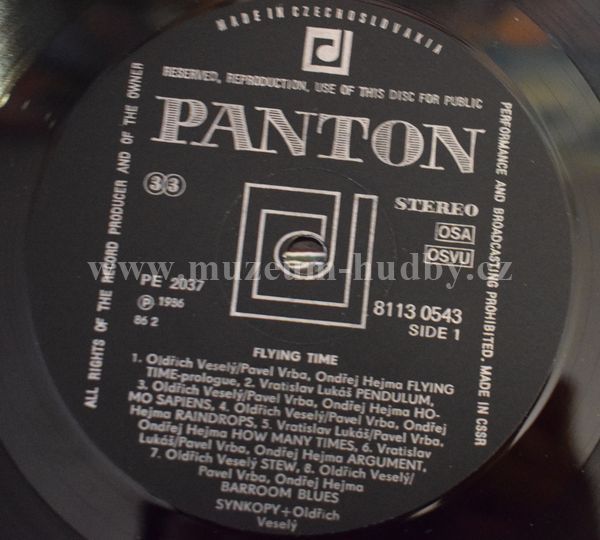 MADE IN CZECHOSLOVAKIA
RESERVED, REPRODUCTION, USE OF THIS DISC FOR PUBLIC
PERFORMANCE AND BROADCASTING PROHIBITED, MADE IN CSSR
ALL RIGHTS OF THE RECORD PRODUCER AND OF THE OWNER
PANTON
33
STEREO
OSA
OSVU
www.muzeum-hudby.cz
PE 2037
℗ 1986
86 2
8113 0543
SIDE 1
FLYING TIME
1. Oldřich Veselý/Pavel Vrba, Ondřej Hejma FLYING
TIME-prologue, 2. Vratislav Lukáš PENDULUM,
3. Oldřich Veselý/Pavel Vrba, Ondřej Hejma HO-
MO SAPIENS, 4. Oldřich Veselý/Pavel Vrba, Ondřej
Hejma RAINDROPS, 5. Vratislav Lukáš/Pavel Vrba,
Ondřej Hejma HOW MANY TIMES, 6. Vratislav
Lukáš/Pavel Vrba, Ondřej Hejma ARGUMENT,
7. Oldřich Veselý STEW, 8. Oldřich Veselý/
Pavel Vrba, Ondřej Hejma
BARROOM BLUES
SYNKOPY+Oldřich
Veselý